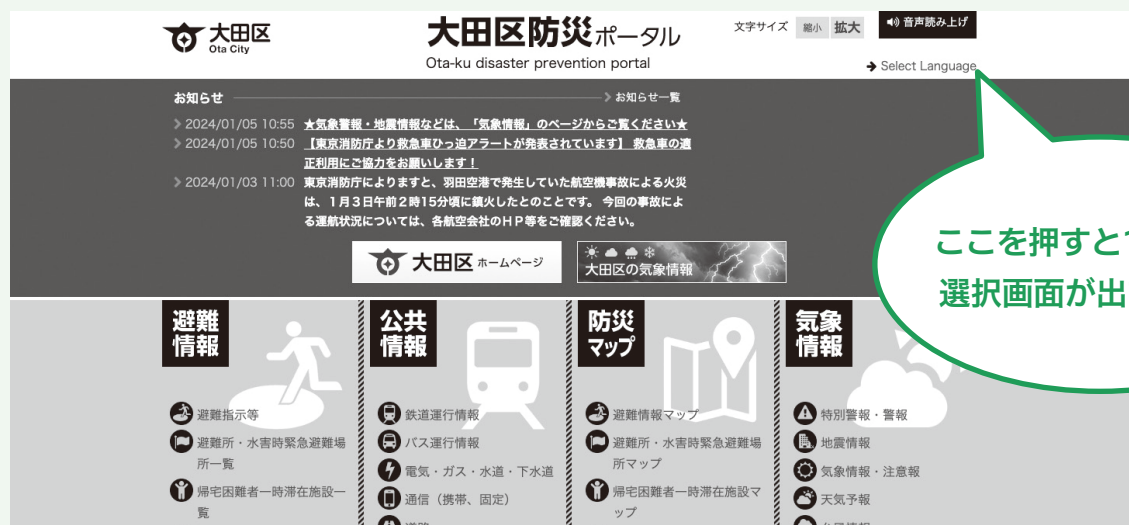 大田区
Ota City
大田区防災ポータル
Ota-ku disaster prevention portal
文字サイズ 縮小 拡大 音声読み上げ
Select Language
お知らせ お知らせ一覧
2024/01/05 10:55 ★気象警報・地震情報などは、「気象情報」のページからご覧ください★
2024/01/05 10:50 【東京消防庁より救急車ひっ迫アラートが発表されています】 救急車の適
正利用にご協力をお願いします！
2024/01/03 11:00 東京消防庁によりますと、羽田空港で発生していた航空機事故による火災
は、１月３日午前２時15分頃に鎮火したとのことです。 今回の事故によ
る運航状況については、各航空会社のＨＰ等をご確認ください。
大田区 ホームページ
大田区の気象情報
ここを押すと
選択画面が出
避難
情報
避難指示等
避難所・水害時緊急避難場
所一覧
帰宅困難者一時滞在施設一
覧
公共
情報
鉄道運行情報
バス運行情報
電気・ガス・水道・下水道
通信（携帯、固定）
道路
防災
マップ
避難情報マップ
避難所・水害時緊急避難場
所マップ
帰宅困難者一時滞在施設マ
ップ
気象
情報
特別警報・警報
地震情報
気象情報・注意報
天気予報
台風情報